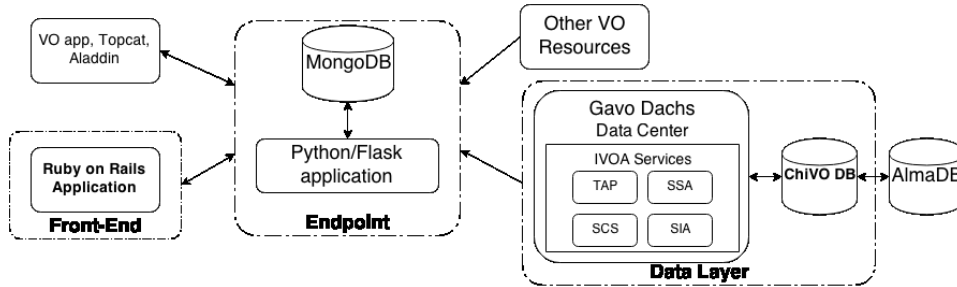 VO app, Topcat,
Aladdin
Ruby on Rails
Application
Front-End
MongoDB
Python/Flask
application
Endpoint
Other VO
Resources
Gavo Dachs
Data Center
IVOA Services
TAP
SSA
SCS
SIA
ChiVO DB
Data Layer
AlmaDB